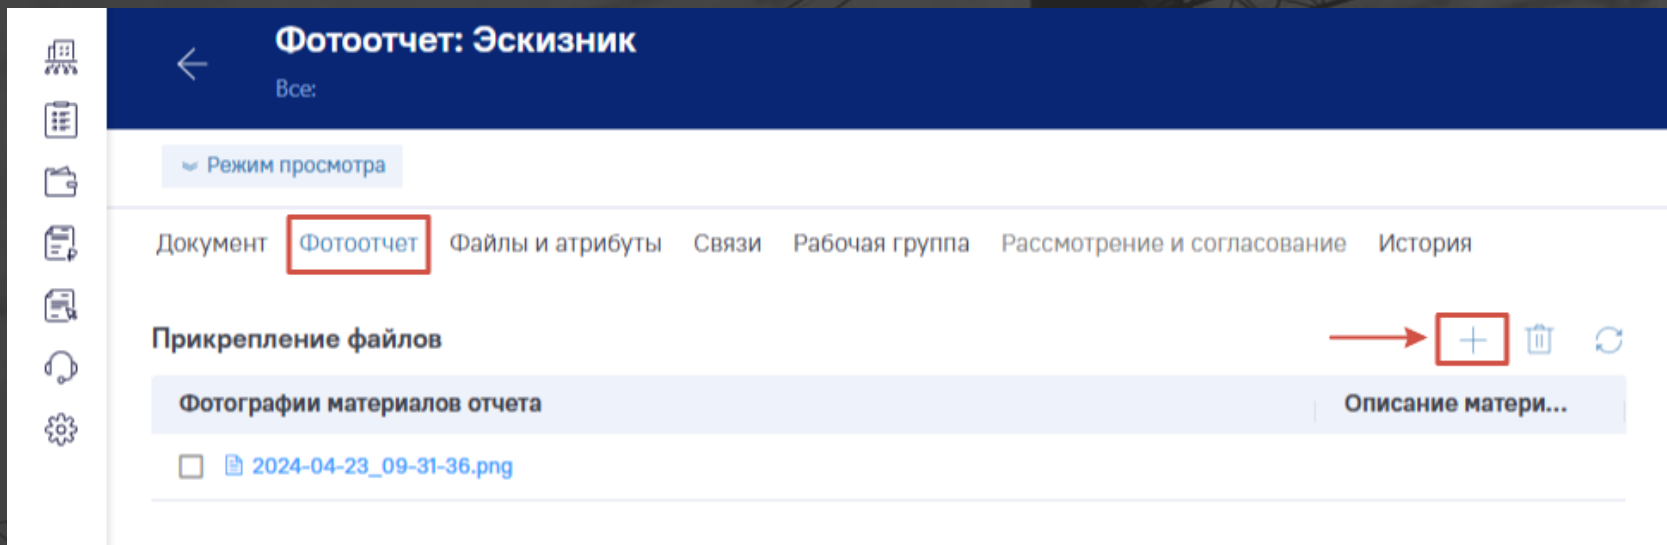 Фотоотчет: Эскизник
Все:
Режим просмотра
Документ Фотоотчет Файлы и атрибуты Связи Рабочая группа Рассмотрение и согласование История
Прикрепление файлов
Фотографии материалов отчета Описание матери...
2024-04-23_09-31-36.png